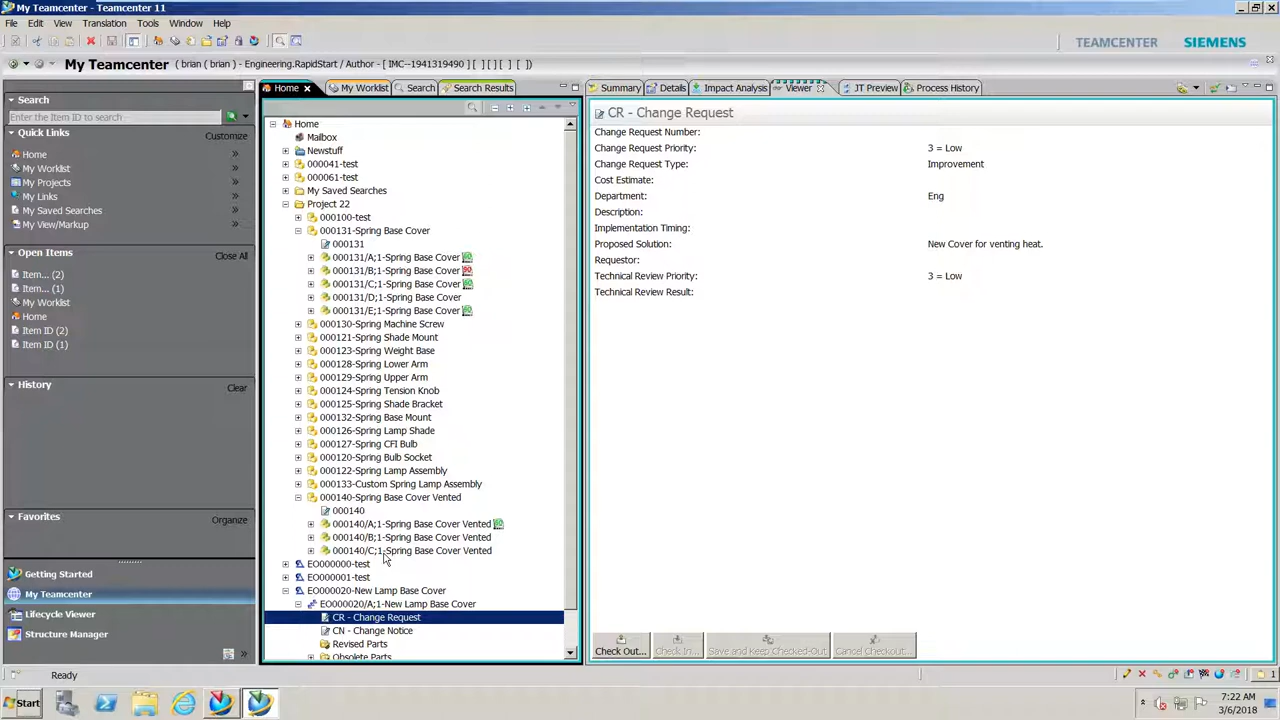 My Teamcenter - Teamcenter 11
File Edit View Translation Tools Window Help
TEAMCENTER SIEMENS
My Teamcenter ( brian ( brian ) - Engineering.RapidStart / Author - [ IMC--1941319490 ] [ ] [ ] [ ] )
Search
Enter the Item ID to search
Quick Links
Customize
Home
My Worklist
My Projects
My Links
My Saved Searches
My View/Markup
Open Items
Close All
Item... (2)
Item... (1)
My Worklist
Home
Item ID (2)
Item ID (1)
History
Clear
Favorites
Organize
Getting Started
My Teamcenter
Lifecycle Viewer
Structure Manager
Home
My Worklist
Search
Search Results
Home
Mailbox
Newstuff
000041-test
000061-test
My Saved Searches
Project 22
000100-test
000131-Spring Base Cover
000131
000131/A;1-Spring Base Cover
000131/B;1-Spring Base Cover
000131/C;1-Spring Base Cover
000131/D;1-Spring Base Cover
000131/E;1-Spring Base Cover
000130-Spring Machine Screw
000121-Spring Shade Mount
000123-Spring Weight Base
000128-Spring Lower Arm
000129-Spring Upper Arm
000124-Spring Tension Knob
000125-Spring Shade Bracket
000132-Spring Base Mount
000126-Spring Lamp Shade
000127-Spring CFI Bulb
000120-Spring Bulb Socket
000122-Spring Lamp Assembly
000133-Custom Spring Lamp Assembly
000140-Spring Base Cover Vented
000140
000140/A;1-Spring Base Cover Vented
000140/B;1-Spring Base Cover Vented
000140/C;1-Spring Base Cover Vented
EO000000-test
EO000001-test
EO000020-New Lamp Base Cover
EO000020/A;1-New Lamp Base Cover
CR - Change Request
CN - Change Notice
Revised Parts
Obsolete Parts
Summary
Details
Impact Analysis
Viewer
JT Preview
Process History
CR - Change Request
Change Request Number:
Change Request Priority: 3 = Low
Change Request Type: Improvement
Cost Estimate:
Department: Eng
Description:
Implementation Timing:
Proposed Solution: New Cover for venting heat.
Requestor:
Technical Review Priority: 3 = Low
Technical Review Result:
Check Out...
Check In...
Save and Keep Checked-Out
Cancel Checkout...
Ready
1
Start
7:22 AM
3/6/2018